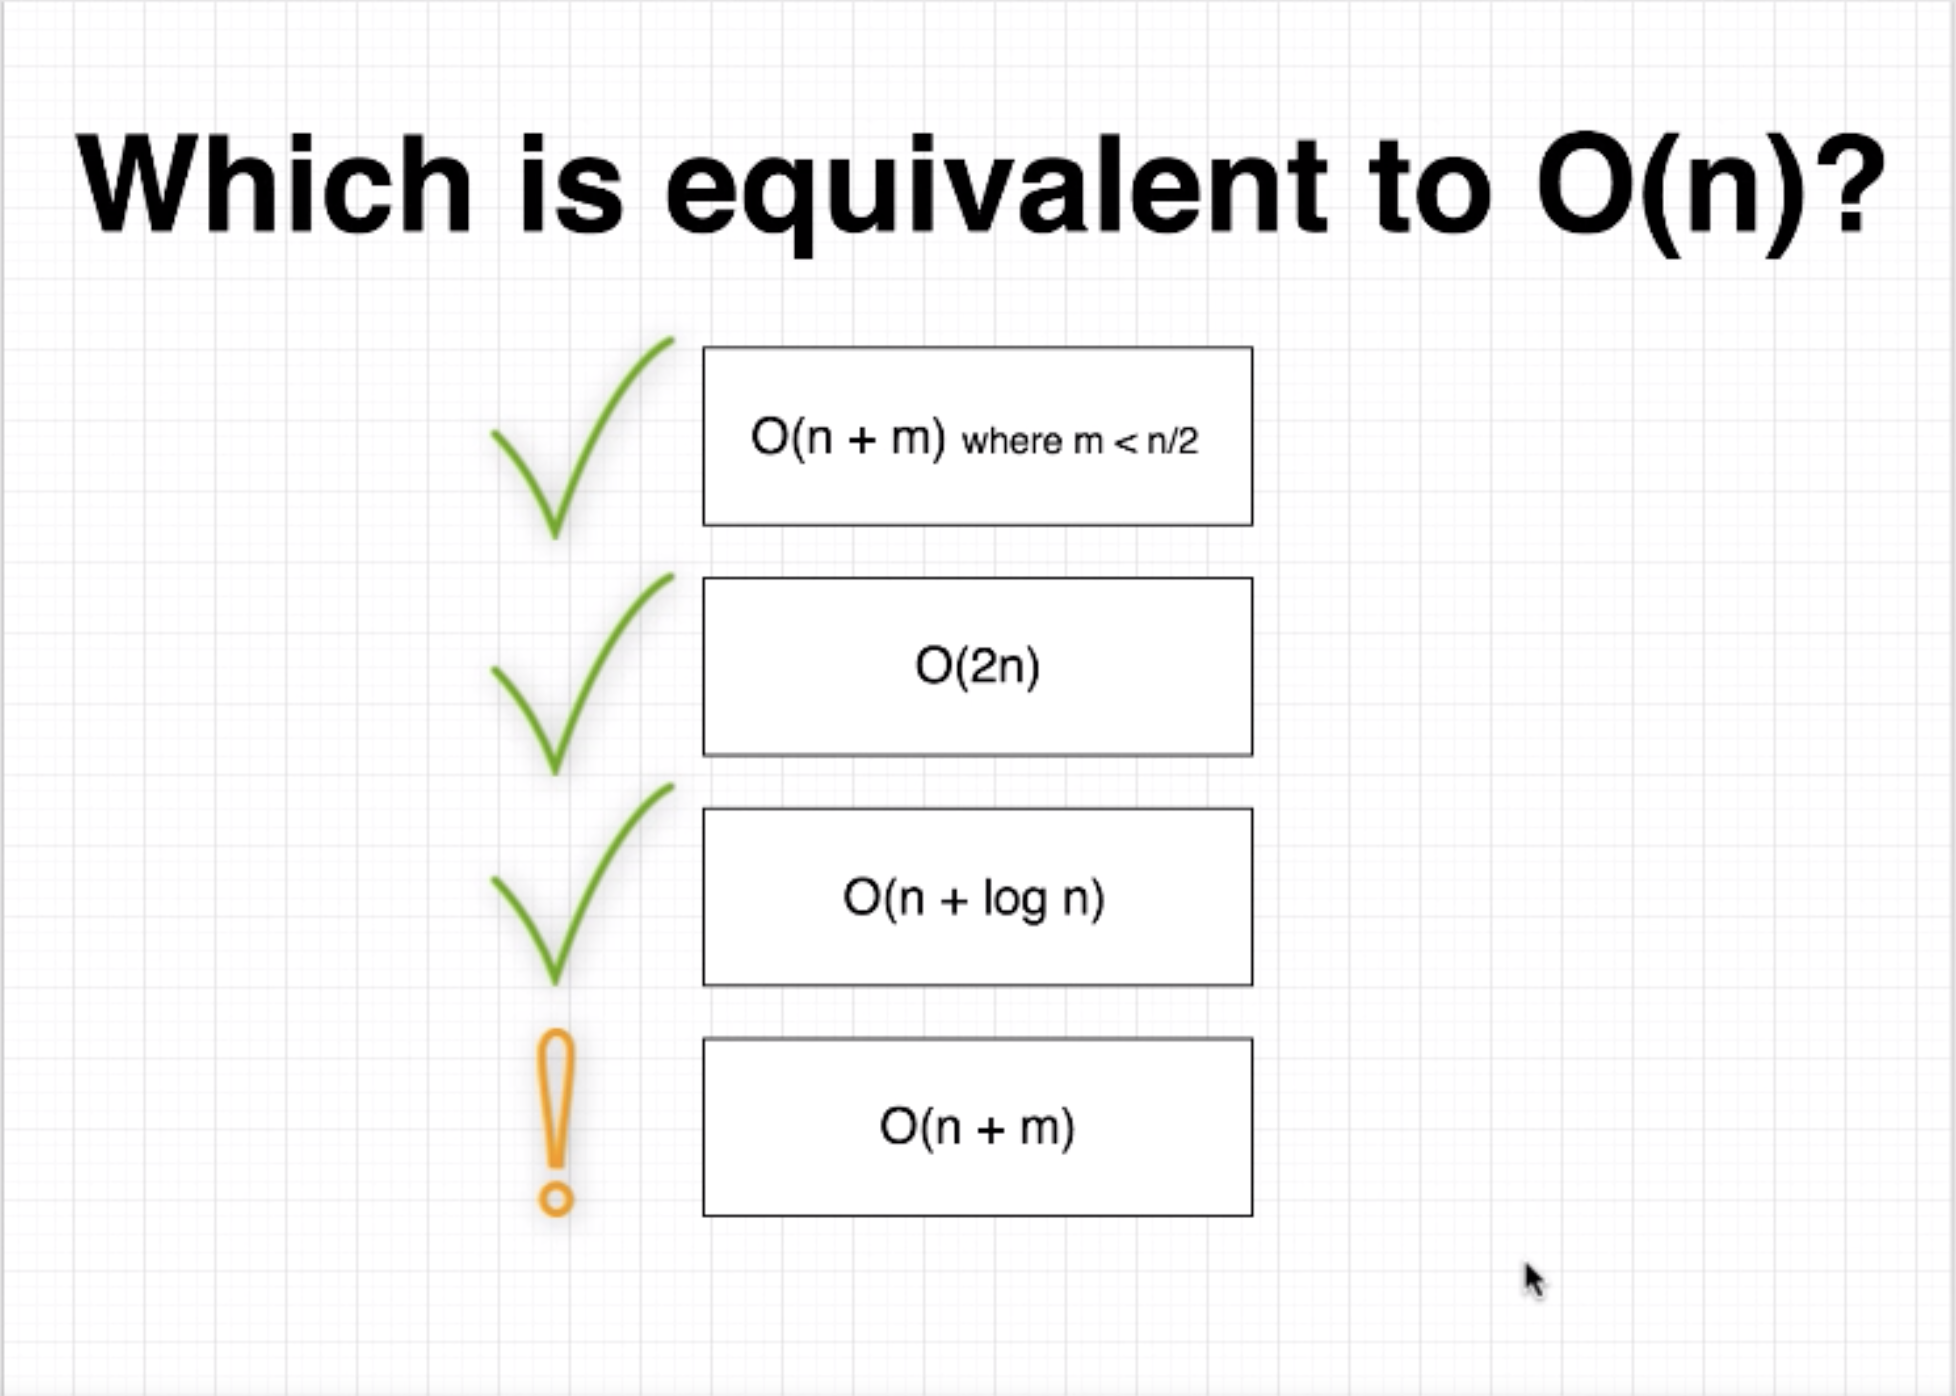 Which is equivalent to O(n)?
O(n + m) where m < n/2
O(2n)
O(n + log n)
O(n + m)